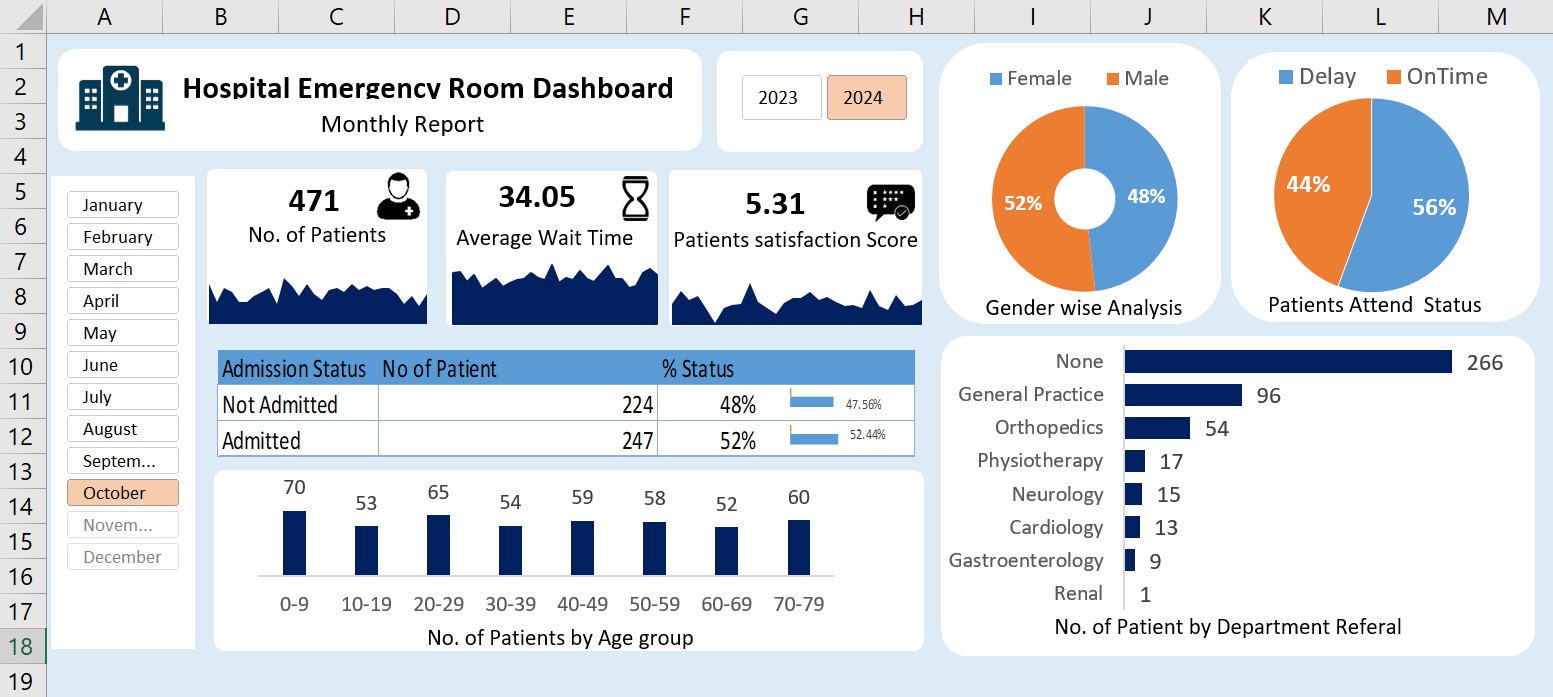 A B C D E F G H I J K L M
1
2
3
4
5
6
7
8
9
10
11
12
13
14
15
16
17
18
19
Hospital Emergency Room Dashboard
Monthly Report
2023
2024
January
February
March
April
May
June
July
August
Septem...
October
Novem...
December
471
No. of Patients
34.05
Average Wait Time
5.31
Patients satisfaction Score
Female Male
52% 48%
Gender wise Analysis
Delay OnTime
44% 56%
Patients Attend Status
Admission Status No of Patient % Status
Not Admitted 224 48% 47.56%
Admitted 247 52% 52.44%
70 53 65 54 59 58 52 60
0-9 10-19 20-29 30-39 40-49 50-59 60-69 70-79
No. of Patients by Age group
None 266
General Practice 96
Orthopedics 54
Physiotherapy 17
Neurology 15
Cardiology 13
Gastroenterology 9
Renal 1
No. of Patient by Department Referal